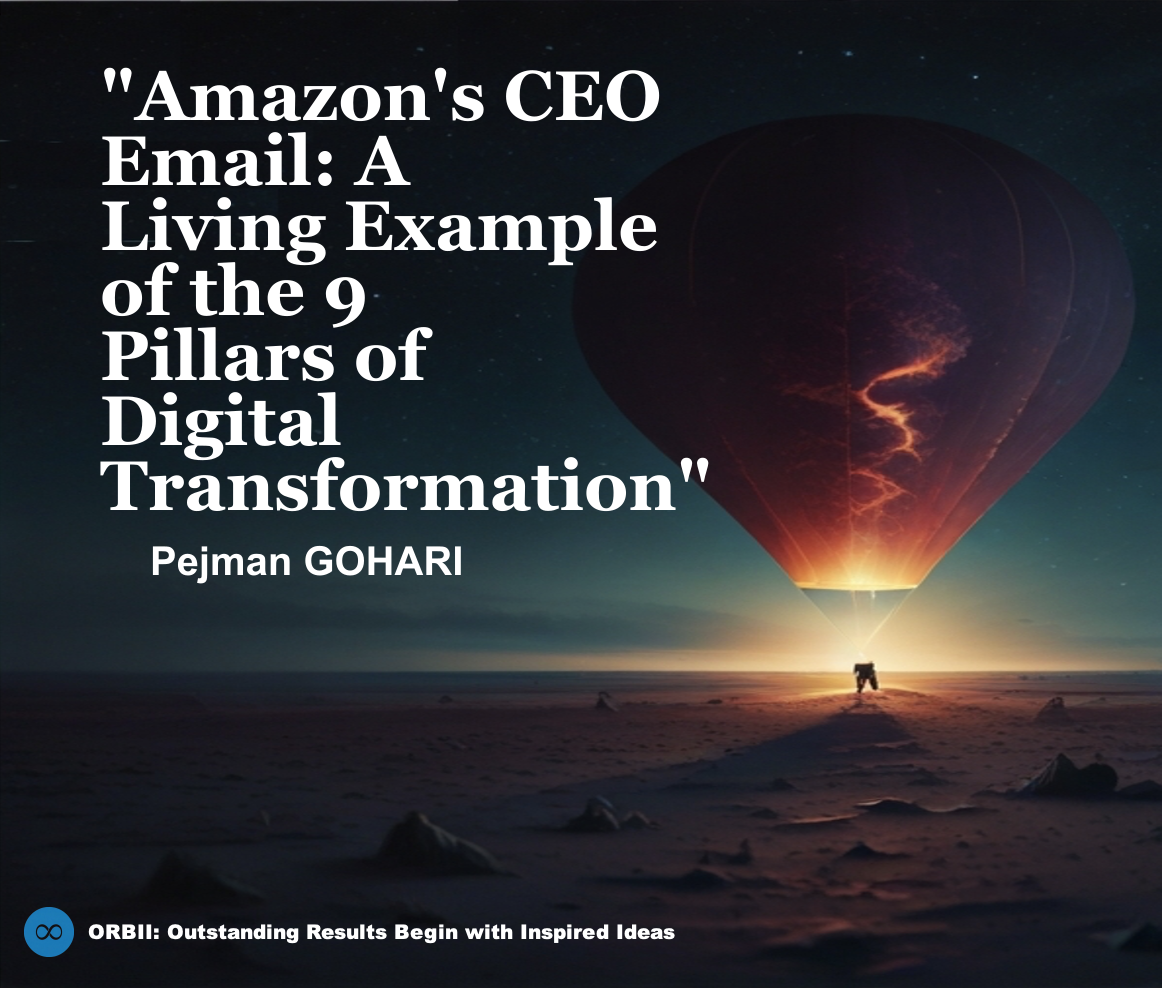 "Amazon's CEO
Email: A
Living Example
of the 9
Pillars of
Digital
Transformation"
Pejman GOHARI
ORBII: Outstanding Results Begin with Inspired Ideas